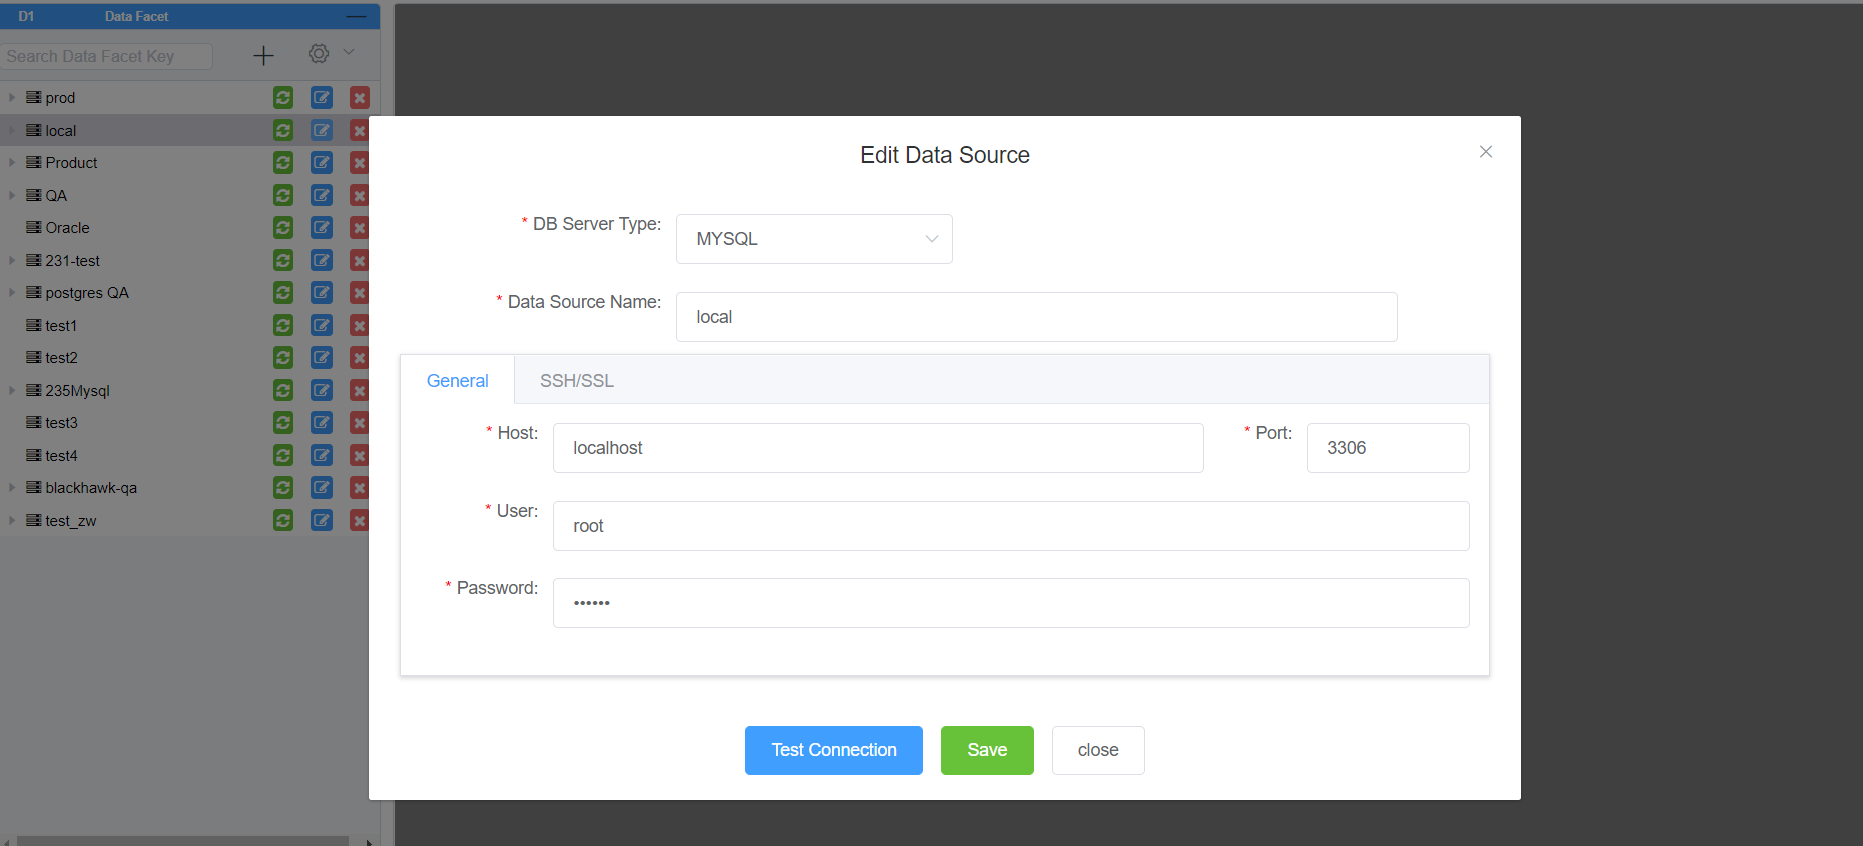 D1 Data Facet
Search Data Facet Key
prod
local
Product
QA
Oracle
231-test
postgres QA
test1
test2
235Mysql
test3
test4
blackhawk-qa
test_zw
Edit Data Source
* DB Server Type: MYSQL
* Data Source Name: local
General SSH/SSL
* Host: localhost * Port: 3306
* User: root
* Password: ••••••
Test Connection Save close